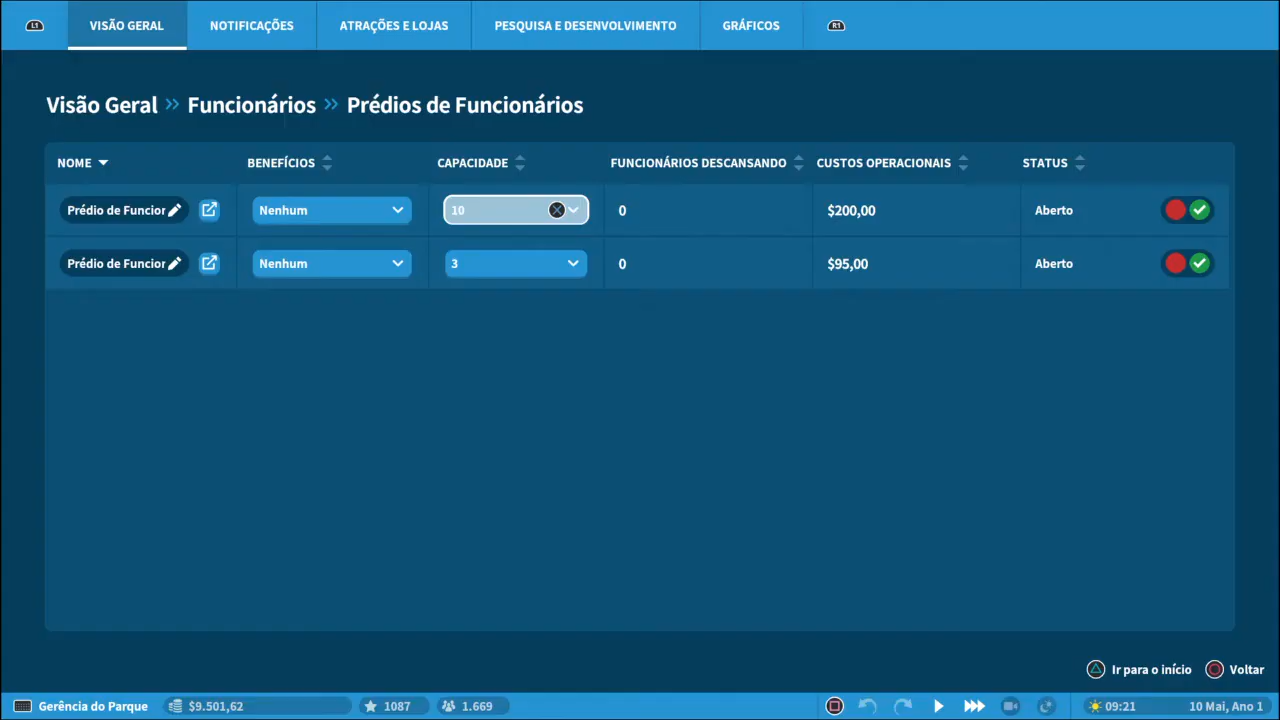 L1 VISÃO GERAL NOTIFICAÇÕES ATRAÇÕES E LOJAS PESQUISA E DESENVOLVIMENTO GRÁFICOS R1
Visão Geral » Funcionários » Prédios de Funcionários
NOME BENEFÍCIOS CAPACIDADE FUNCIONÁRIOS DESCANSANDO CUSTOS OPERACIONAIS STATUS
Prédio de Funcior Nenhum 10 0 $200,00 Aberto
Prédio de Funcior Nenhum 3 0 $95,00 Aberto
Ir para o início Voltar
Gerência do Parque $9.501,62 1087 1.669 09:21 10 Mai, Ano 1